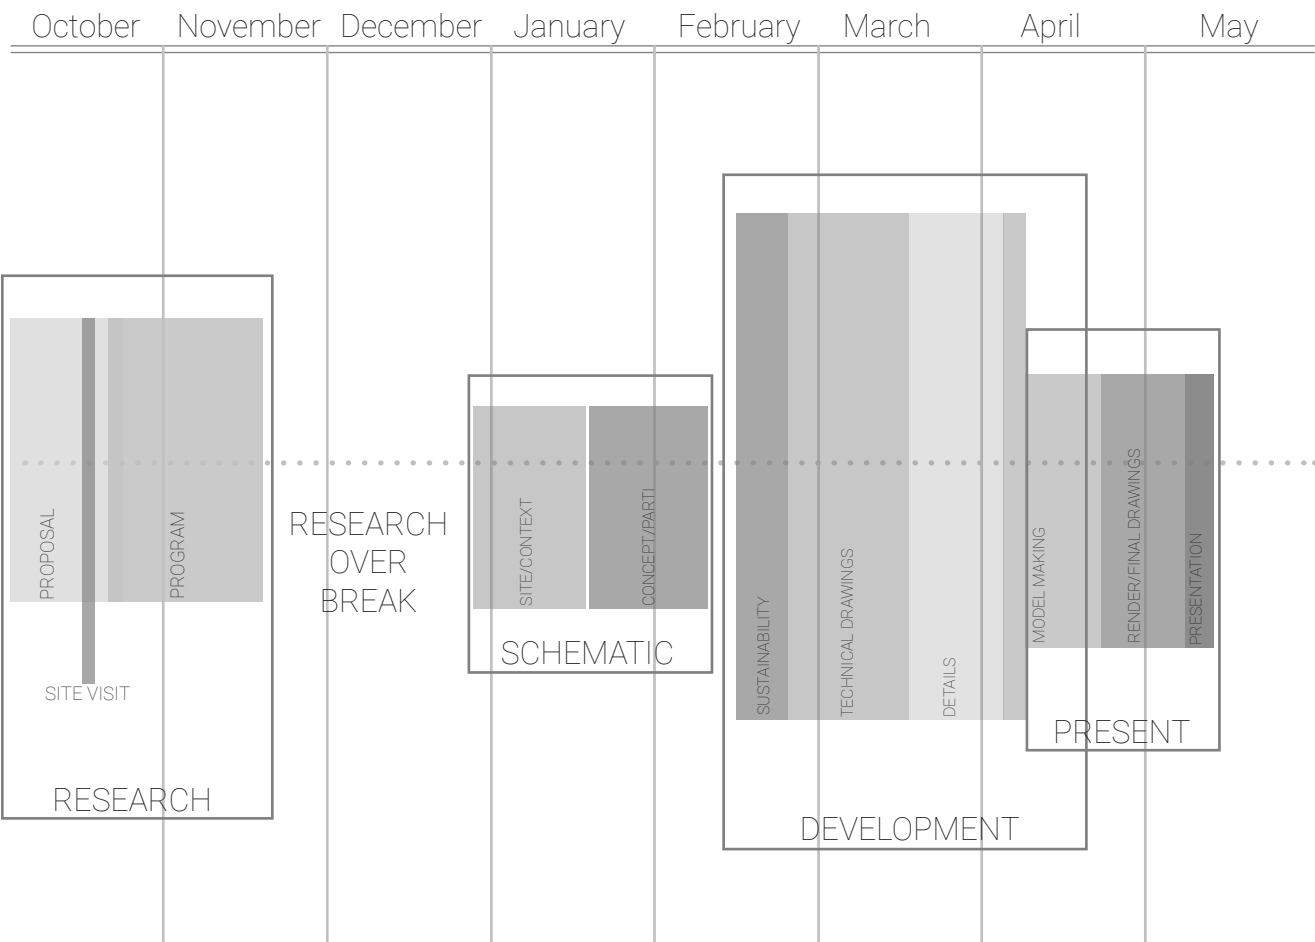 October November December January February March April May
PROPOSAL
PROGRAM
SITE VISIT
RESEARCH
RESEARCH
OVER
BREAK
SITE/CONTEXT
CONCEPT/PARTI
SCHEMATIC
SUSTAINABILITY
TECHNICAL DRAWINGS
DETAILS
DEVELOPMENT
MODEL MAKING
RENDER/FINAL DRAWINGS
PRESENTATION
PRESENT